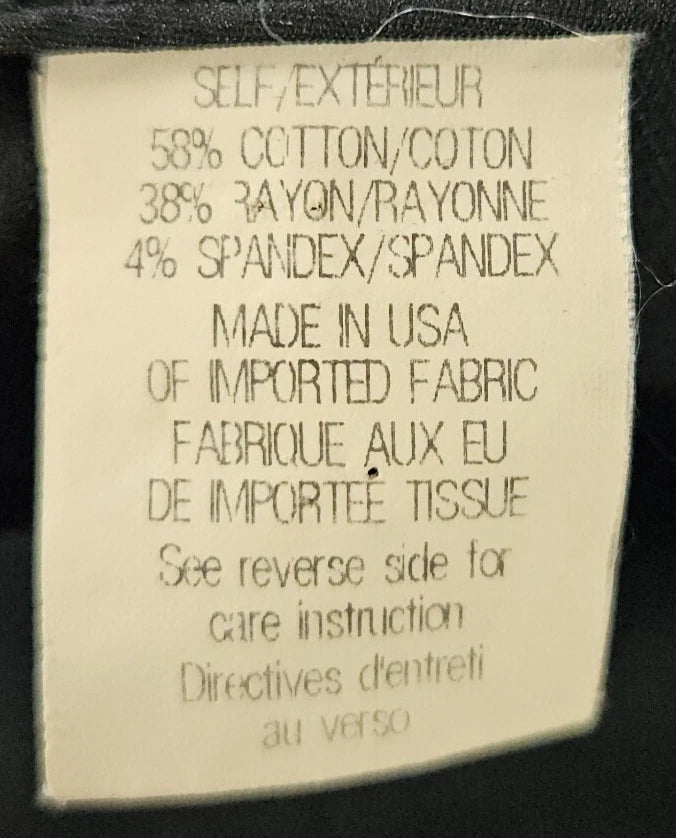 SELF/EXTÉRIEUR
58% COTTON/COTON
38% RAYON/RAYONNE
4% SPANDEX/SPANDEX
MADE IN USA
OF IMPORTED FABRIC
FABRIQUE AUX EU
DE IMPORTEÉ TISSUE
See reverse side for
care instruction
Directives d'entreti
au verso